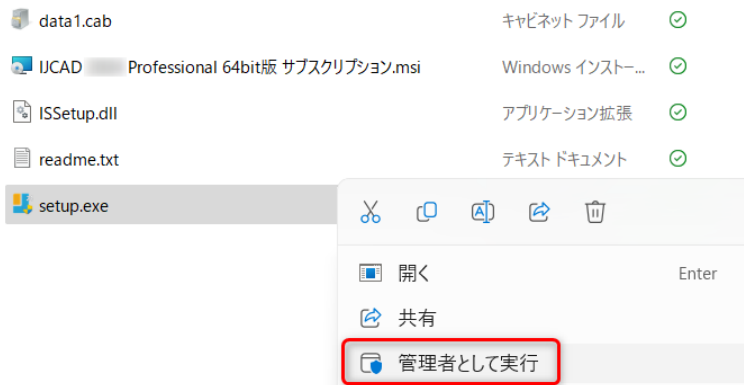 data1.cab キャビネット ファイル
IJCAD Professional 64bit版 サブスクリプション.msi Windows インストー...
ISSetup.dll アプリケーション拡張
readme.txt テキスト ドキュメント
setup.exe
開く Enter
共有
管理者として実行